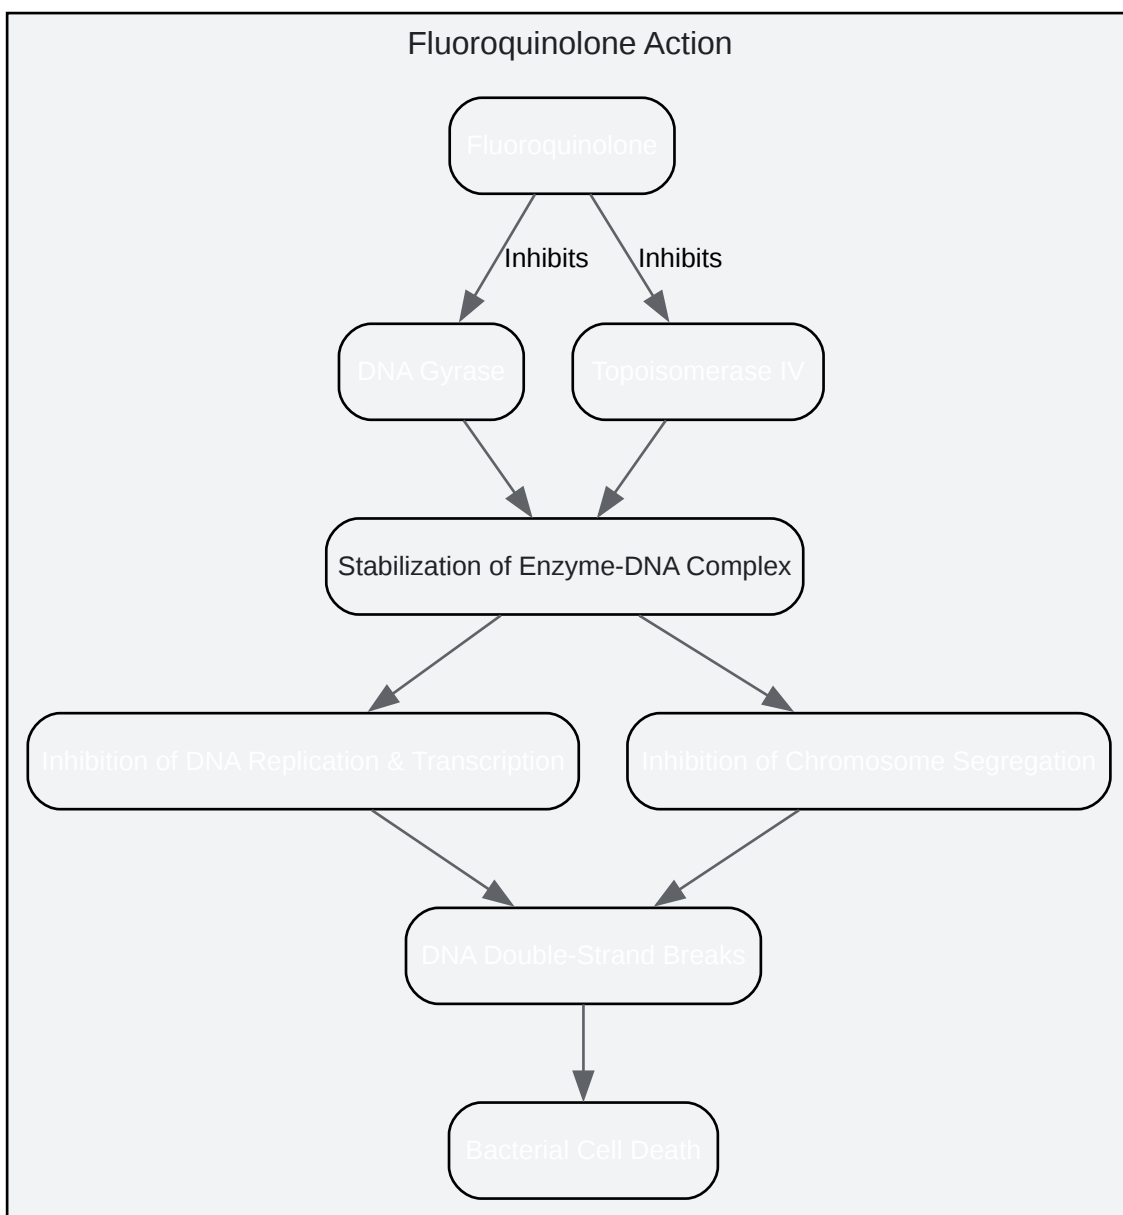 Fluoroquinolone Action
Fluoroquinolone
Inhibits
Inhibits
DNA Gyrase
Topoisomerase IV
Stabilization of Enzyme-DNA Complex
Inhibition of DNA Replication & Transcription
Inhibition of Chromosome Segregation
DNA Double-Strand Breaks
Bacterial Cell Death